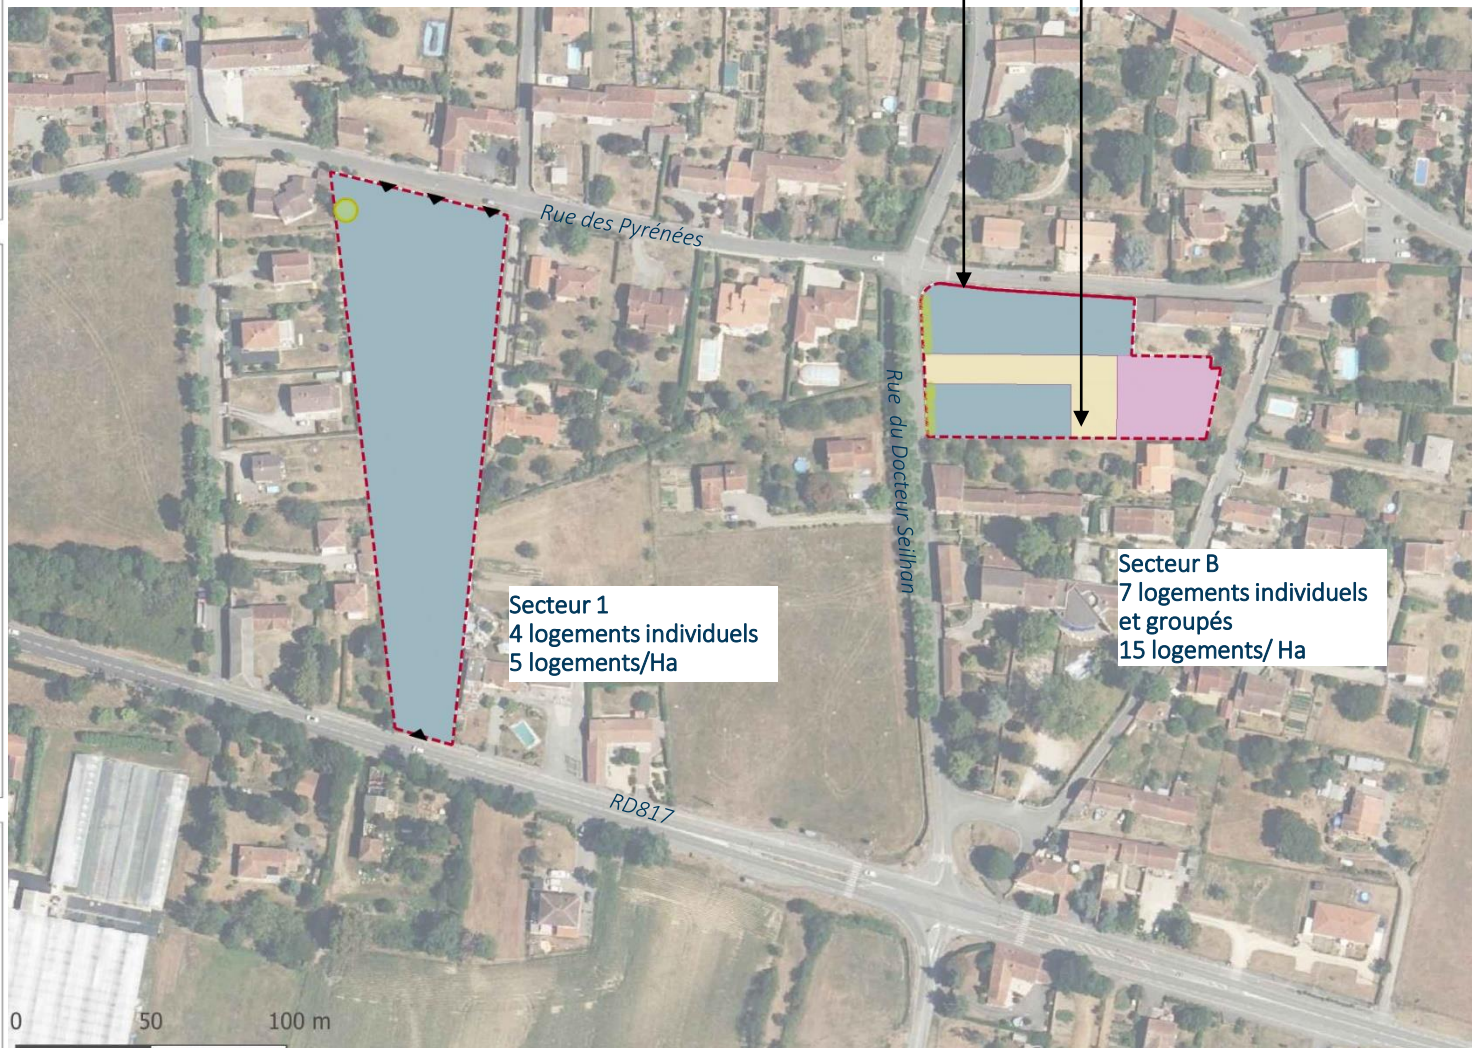 Rue des Pyrénées
Rue du Docteur Seilhan
Secteur B
7 logements individuels
et groupés
15 logements/ Ha
Secteur 1
4 logements individuels
5 logements/Ha
RD817
0 50 100 m